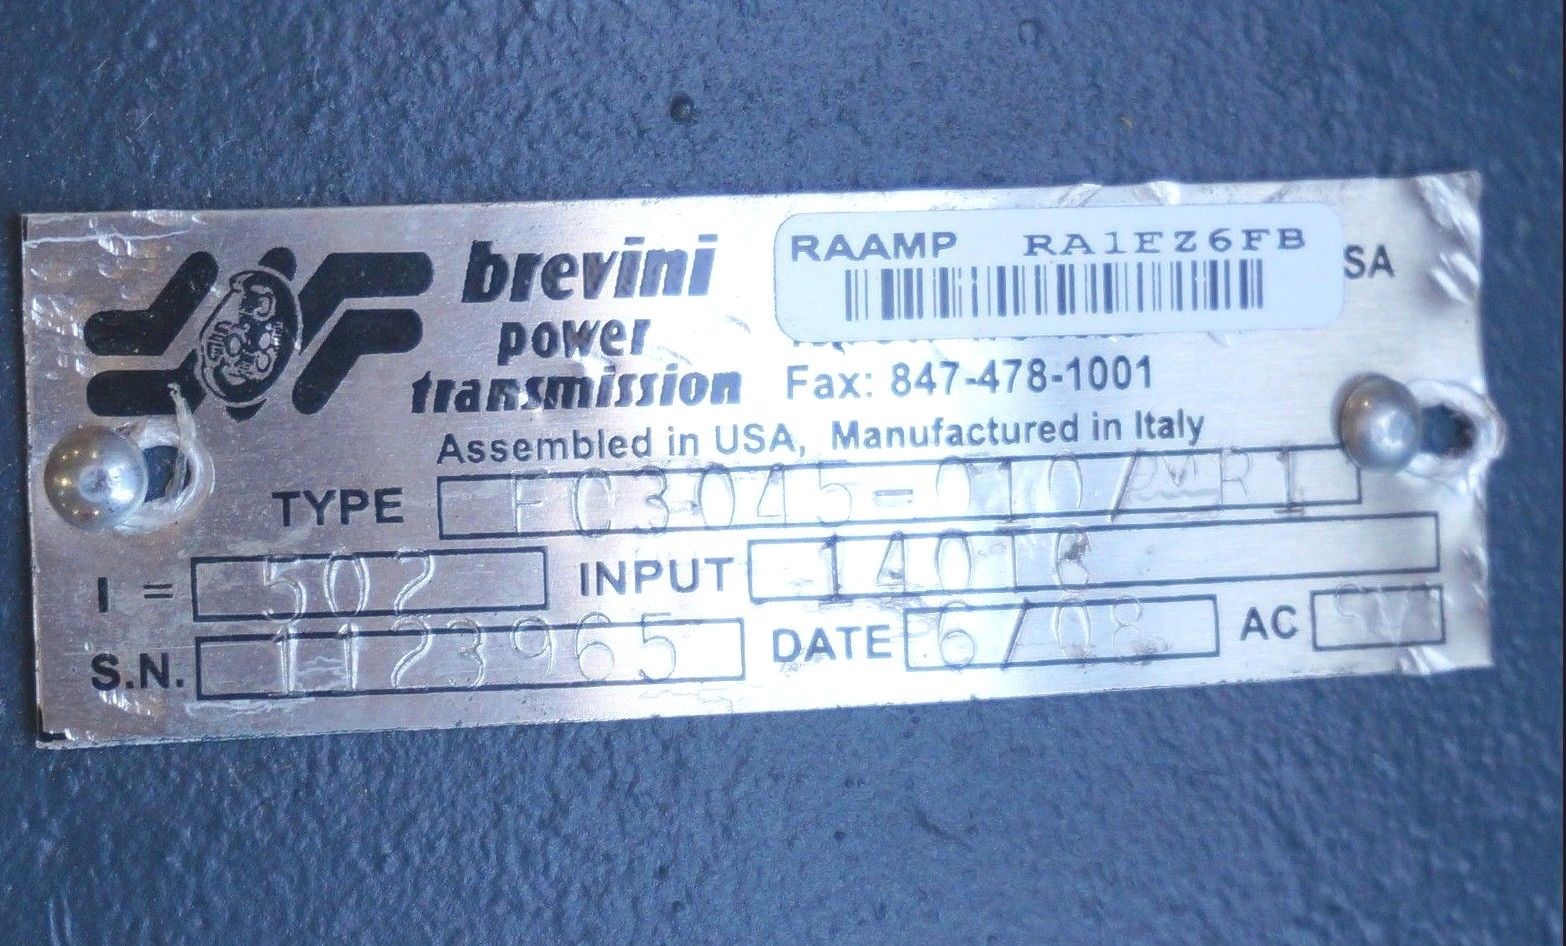 brevini
power
transmission
RAAMP RA1EZ6FB
SA
Fax: 847-478-1001
Assembled in USA, Manufactured in Italy
TYPE
I = 502 INPUT 14016
S.N. 1123965 DATE 6/08 AC